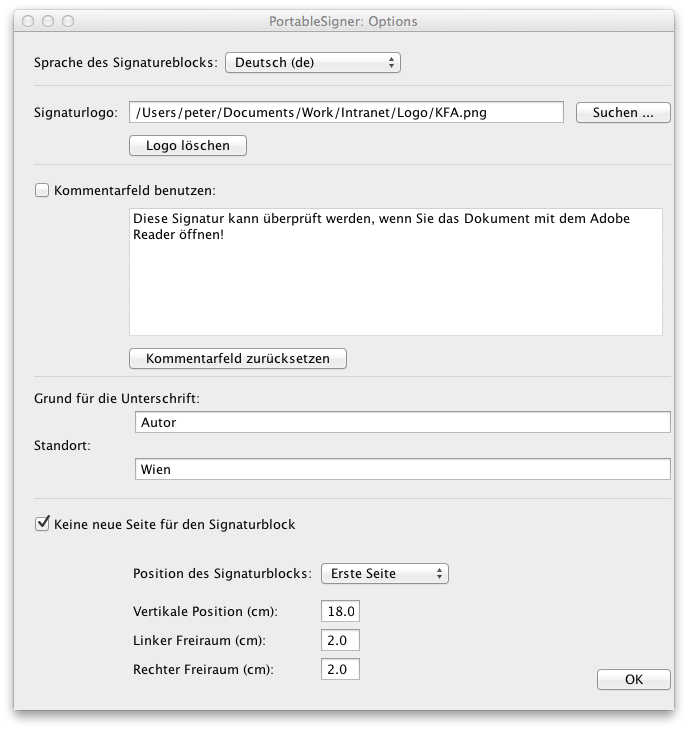 PortableSigner: Options
Sprache des Signatureblocks: Deutsch (de)
Signaturlogo: /Users/peter/Documents/Work/Intranet/Logo/KFA.png Suchen ...
Logo löschen
Kommentarfeld benutzen:
Diese Signatur kann überprüft werden, wenn Sie das Dokument mit dem Adobe
Reader öffnen!
Kommentarfeld zurücksetzen
Grund für die Unterschrift:
Autor
Standort:
Wien
Keine neue Seite für den Signaturblock
Position des Signaturblocks: Erste Seite
Vertikale Position (cm): 18.0
Linker Freiraum (cm): 2.0
Rechter Freiraum (cm): 2.0
OK